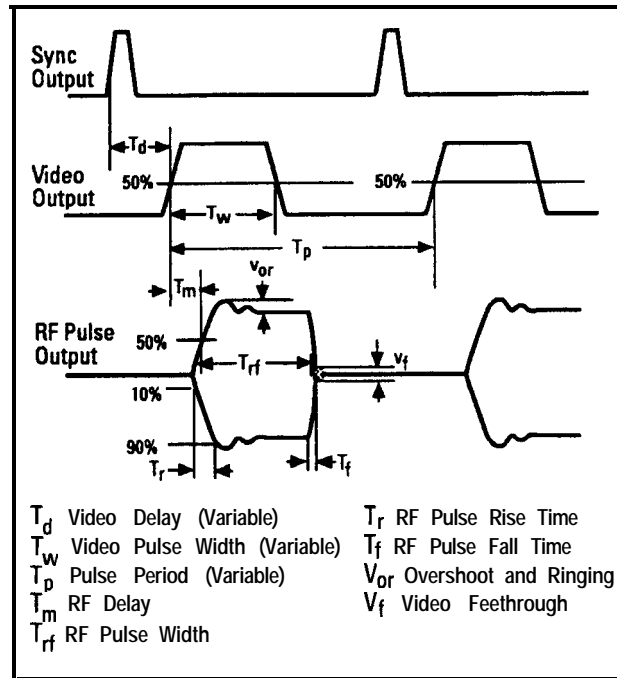 Sync
Output
Td
Video
Output
50%
50%
Tw
Tp
vor
Tm
RF Pulse
Output
50%
Trf
vf
10%
90%
Tr
Tf
Td Video Delay (Variable)
Tw Video Pulse Width (Variable)
Tp Pulse Period (Variable)
Tm RF Delay
Trf RF Pulse Width
Tr RF Pulse Rise Time
Tf RF Pulse Fall Time
Vor Overshoot and Ringing
Vf Video Feethrough